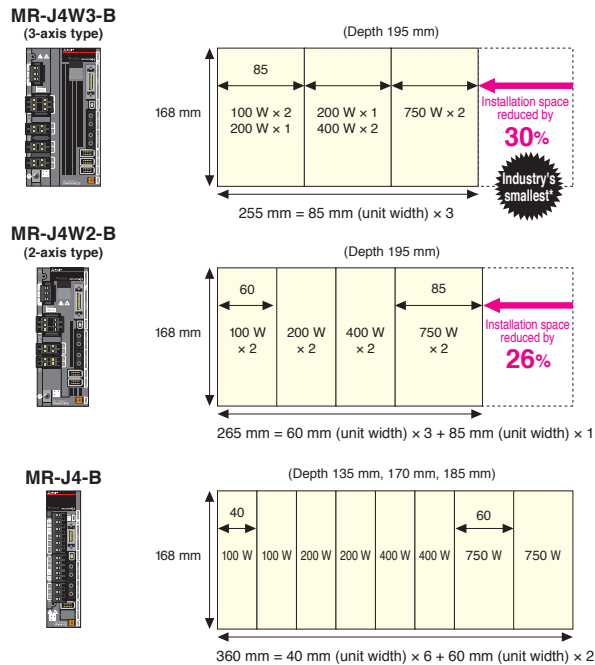 MR-J4W3-B
(3-axis type)
(Depth 195 mm)
85
168 mm
100 W × 2
200 W × 1
200 W × 1
400 W × 2
750 W × 2
Installation space
reduced by
30%
Industry's
smallest*
255 mm = 85 mm (unit width) × 3
MR-J4W2-B
(2-axis type)
(Depth 195 mm)
60
85
168 mm
100 W
× 2
200 W
× 2
400 W
× 2
750 W
× 2
Installation space
reduced by
26%
265 mm = 60 mm (unit width) × 3 + 85 mm (unit width) × 1
MR-J4-B
(Depth 135 mm, 170 mm, 185 mm)
40
60
168 mm
100 W
100 W
200 W
200 W
400 W
400 W
750 W
750 W
360 mm = 40 mm (unit width) × 6 + 60 mm (unit width) × 2